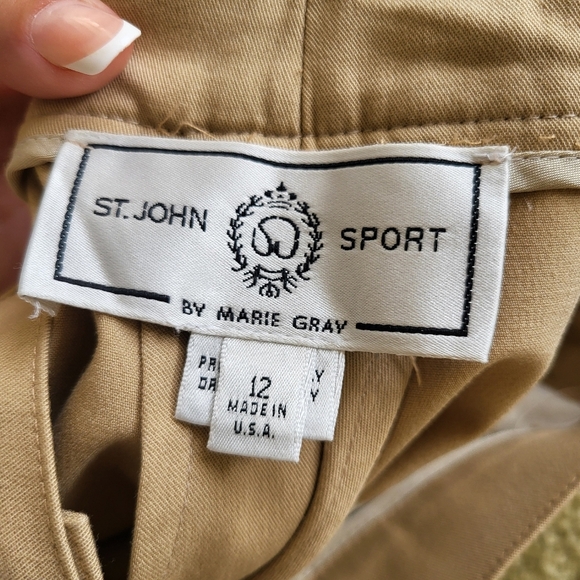 ST. JOHN SPORT
BY MARIE GRAY
12
MADE IN
U.S.A.